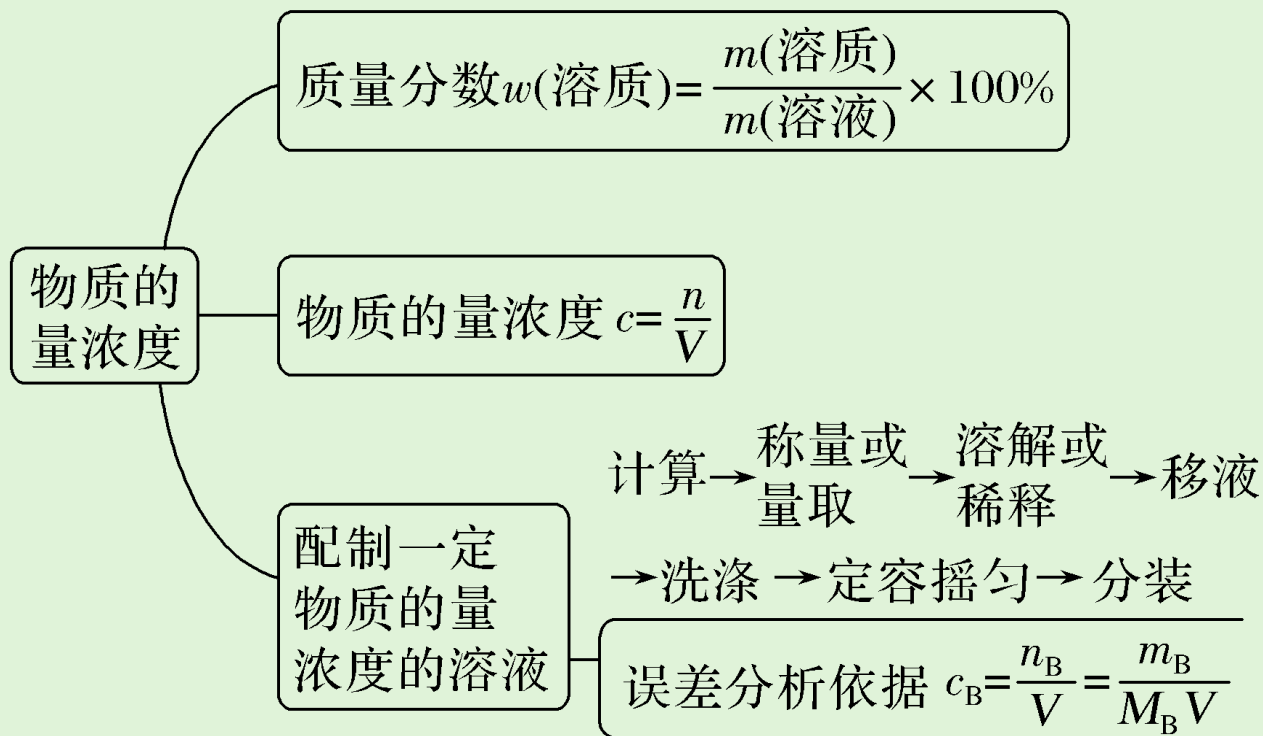 质量分数w(溶质)=m(溶质)/m(溶液)×100%
物质的
量浓度
物质的量浓度 c=n/V
配制一定
物质的量
浓度的溶液
计算→称量或量取→溶解或稀释→移液
→洗涤→定容摇匀→分装
误差分析依据 c_B=n_B/V=m_B/(M_B V)